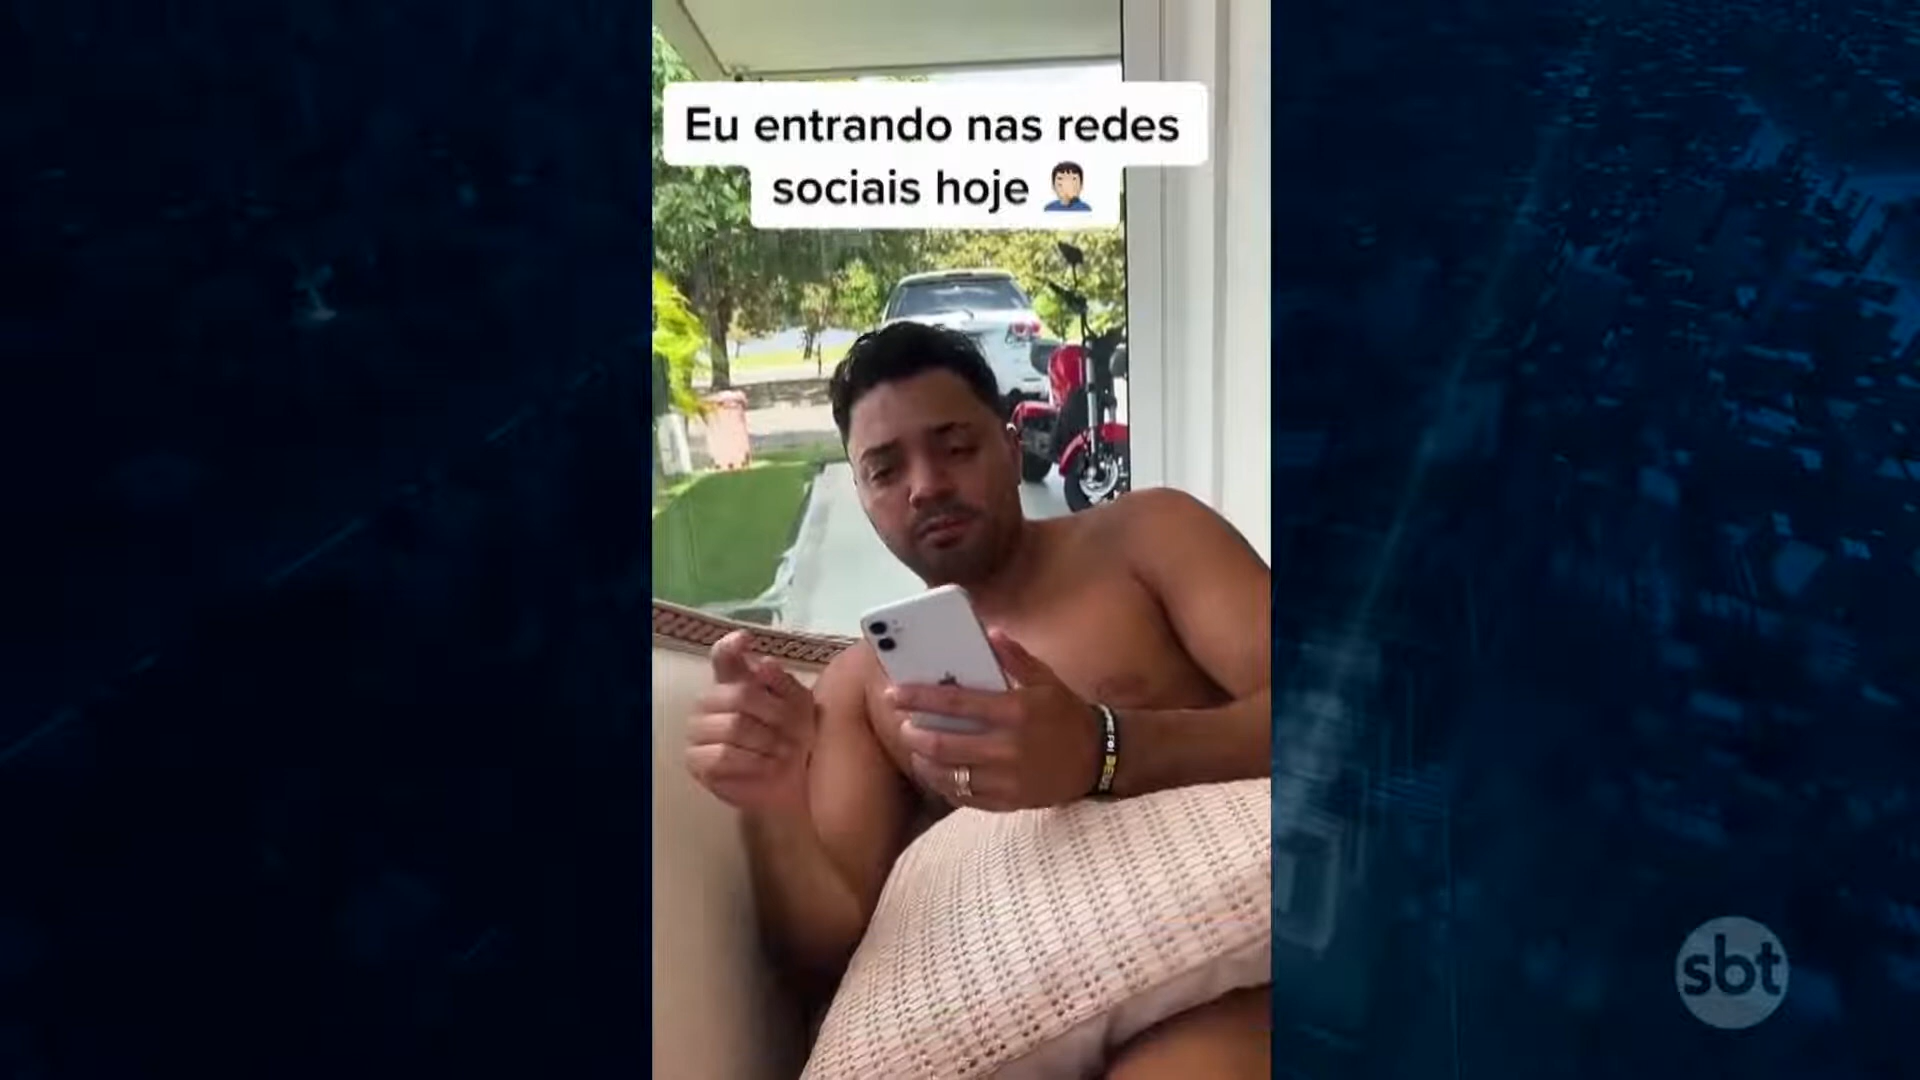 Eu entrando nas redes
sociais hoje 🤦🏻‍♂️
sbt